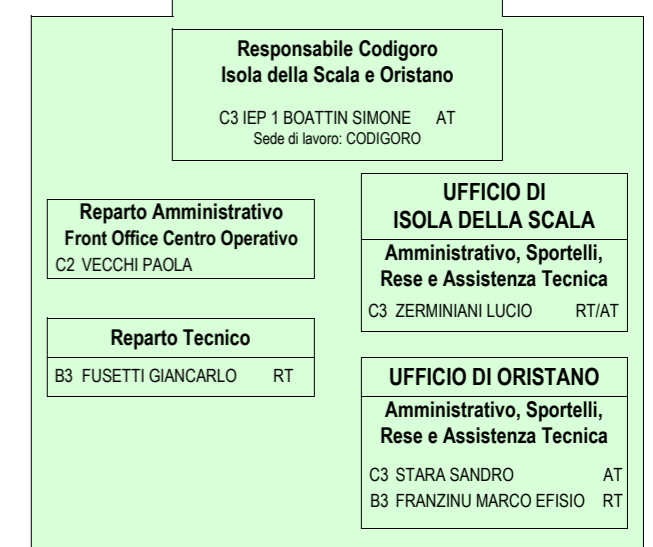 Responsabile Codigoro
Isola della Scala e Oristano
C3 IEP 1 BOATTIN SIMONE AT
Sede di lavoro: CODIGORO
Reparto Amministrativo
Front Office Centro Operativo
C2 VECCHI PAOLA
Reparto Tecnico
B3 FUSETTI GIANCARLO RT
UFFICIO DI
ISOLA DELLA SCALA
Amministrativo, Sportelli,
Rese e Assistenza Tecnica
C3 ZERMINIANI LUCIO RT/AT
UFFICIO DI ORISTANO
Amministrativo, Sportelli,
Rese e Assistenza Tecnica
C3 STARA SANDRO AT
B3 FRANZINU MARCO EFISIO RT